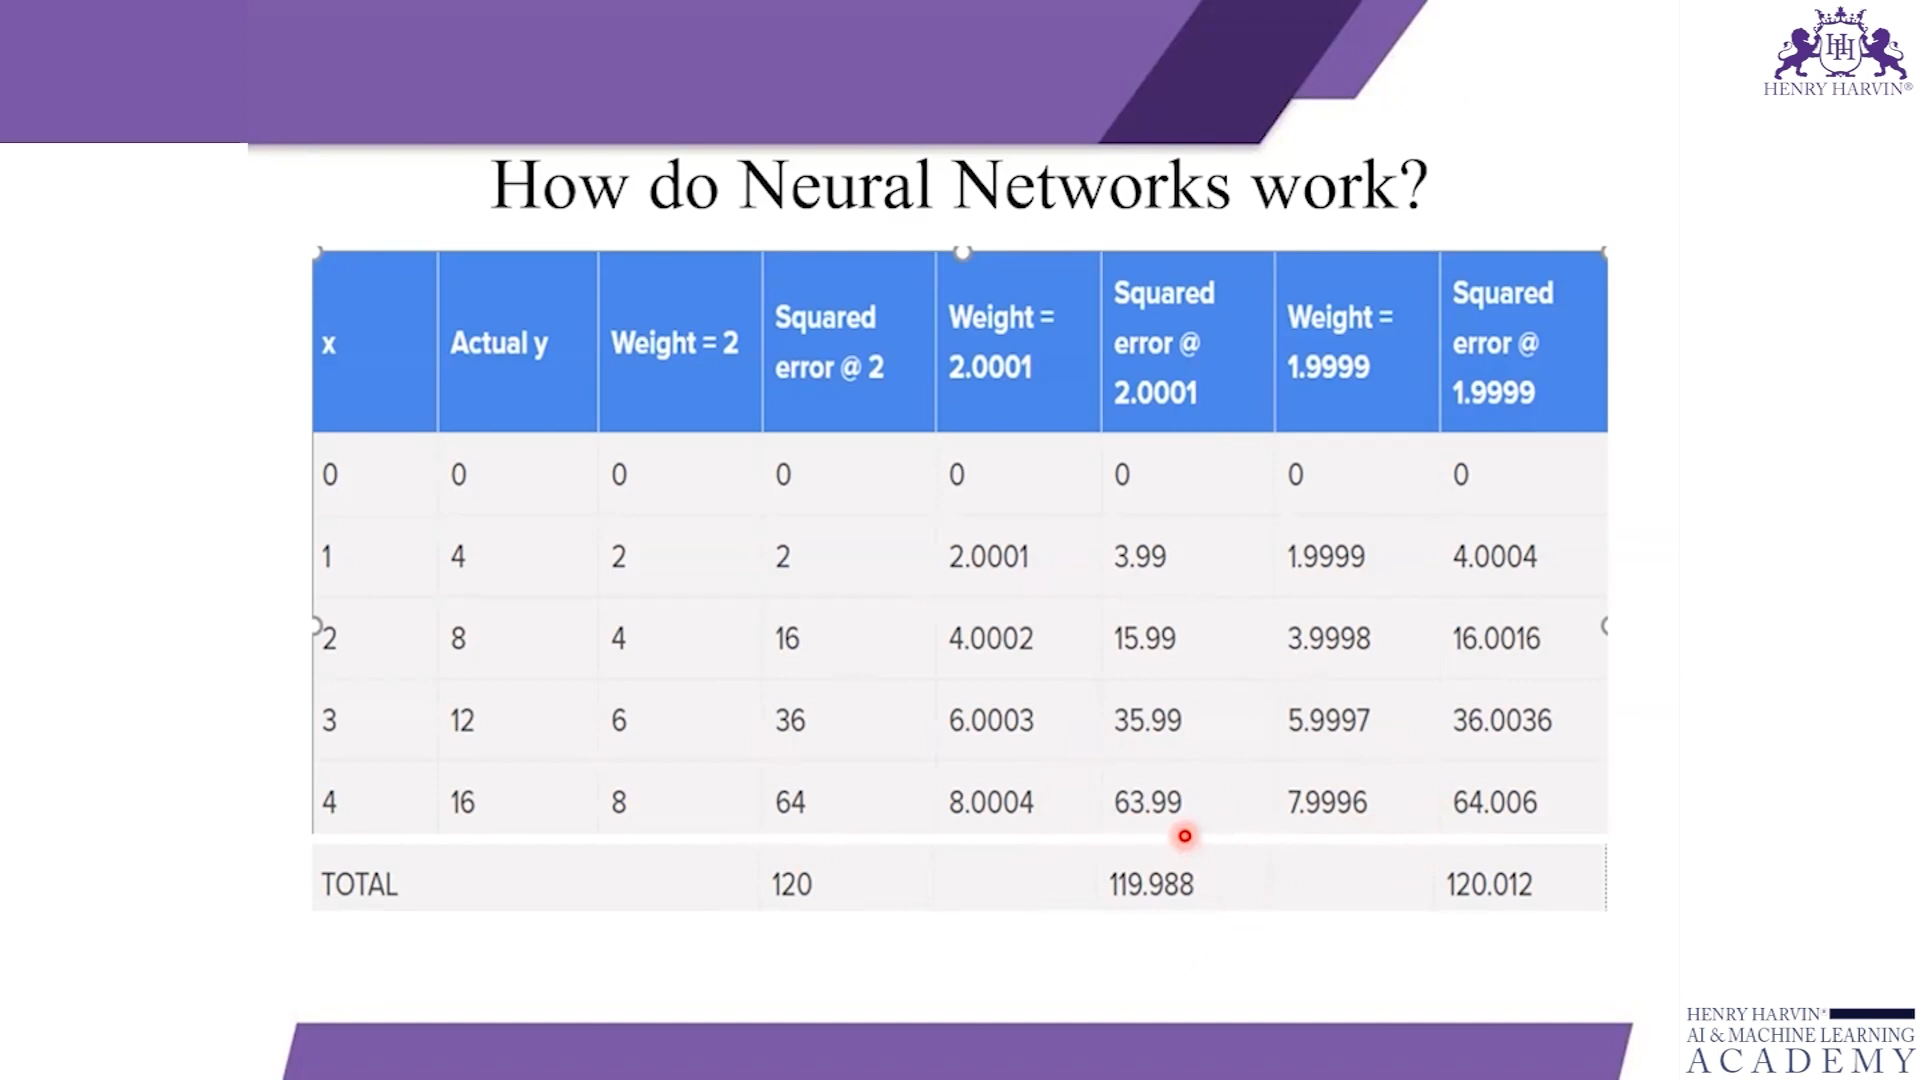 HENRY HARVIN®
How do Neural Networks work?
x Actual y Weight = 2 Squared error @ 2 Weight = 2.0001 Squared error @ 2.0001 Weight = 1.9999 Squared error @ 1.9999
0 0 0 0 0 0 0 0
1 4 2 2 2.0001 3.99 1.9999 4.0004
2 8 4 16 4.0002 15.99 3.9998 16.0016
3 12 6 36 6.0003 35.99 5.9997 36.0036
4 16 8 64 8.0004 63.99 7.9996 64.006
TOTAL 120 119.988 120.012
HENRY HARVIN®
AI & MACHINE LEARNING
ACADEMY